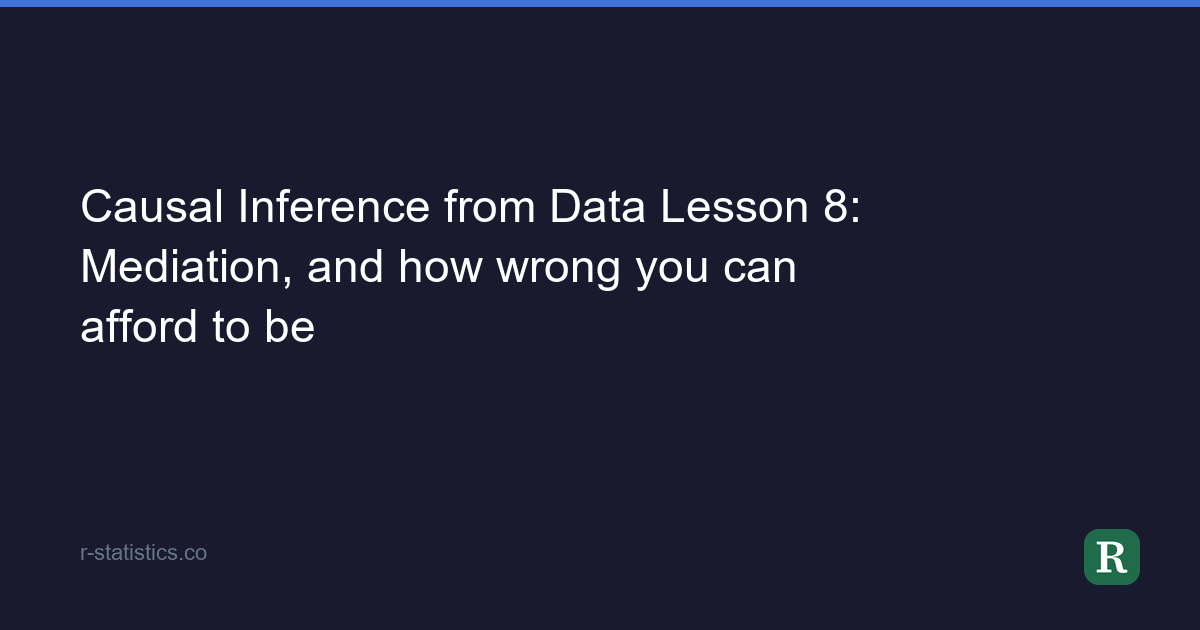 Causal Inference from Data Lesson 8:
Mediation, and how wrong you can
afford to be
r-statistics.co
R